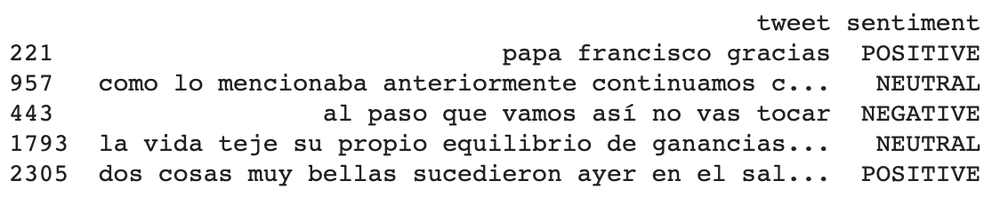 tweet sentiment
221 papa francisco gracias POSITIVE
957 como lo mencionaba anteriormente continuamos c... NEUTRAL
443 al paso que vamos así no vas tocar NEGATIVE
1793 la vida teje su propio equilibrio de ganancias... NEUTRAL
2305 dos cosas muy bellas sucedieron ayer en el sal... POSITIVE